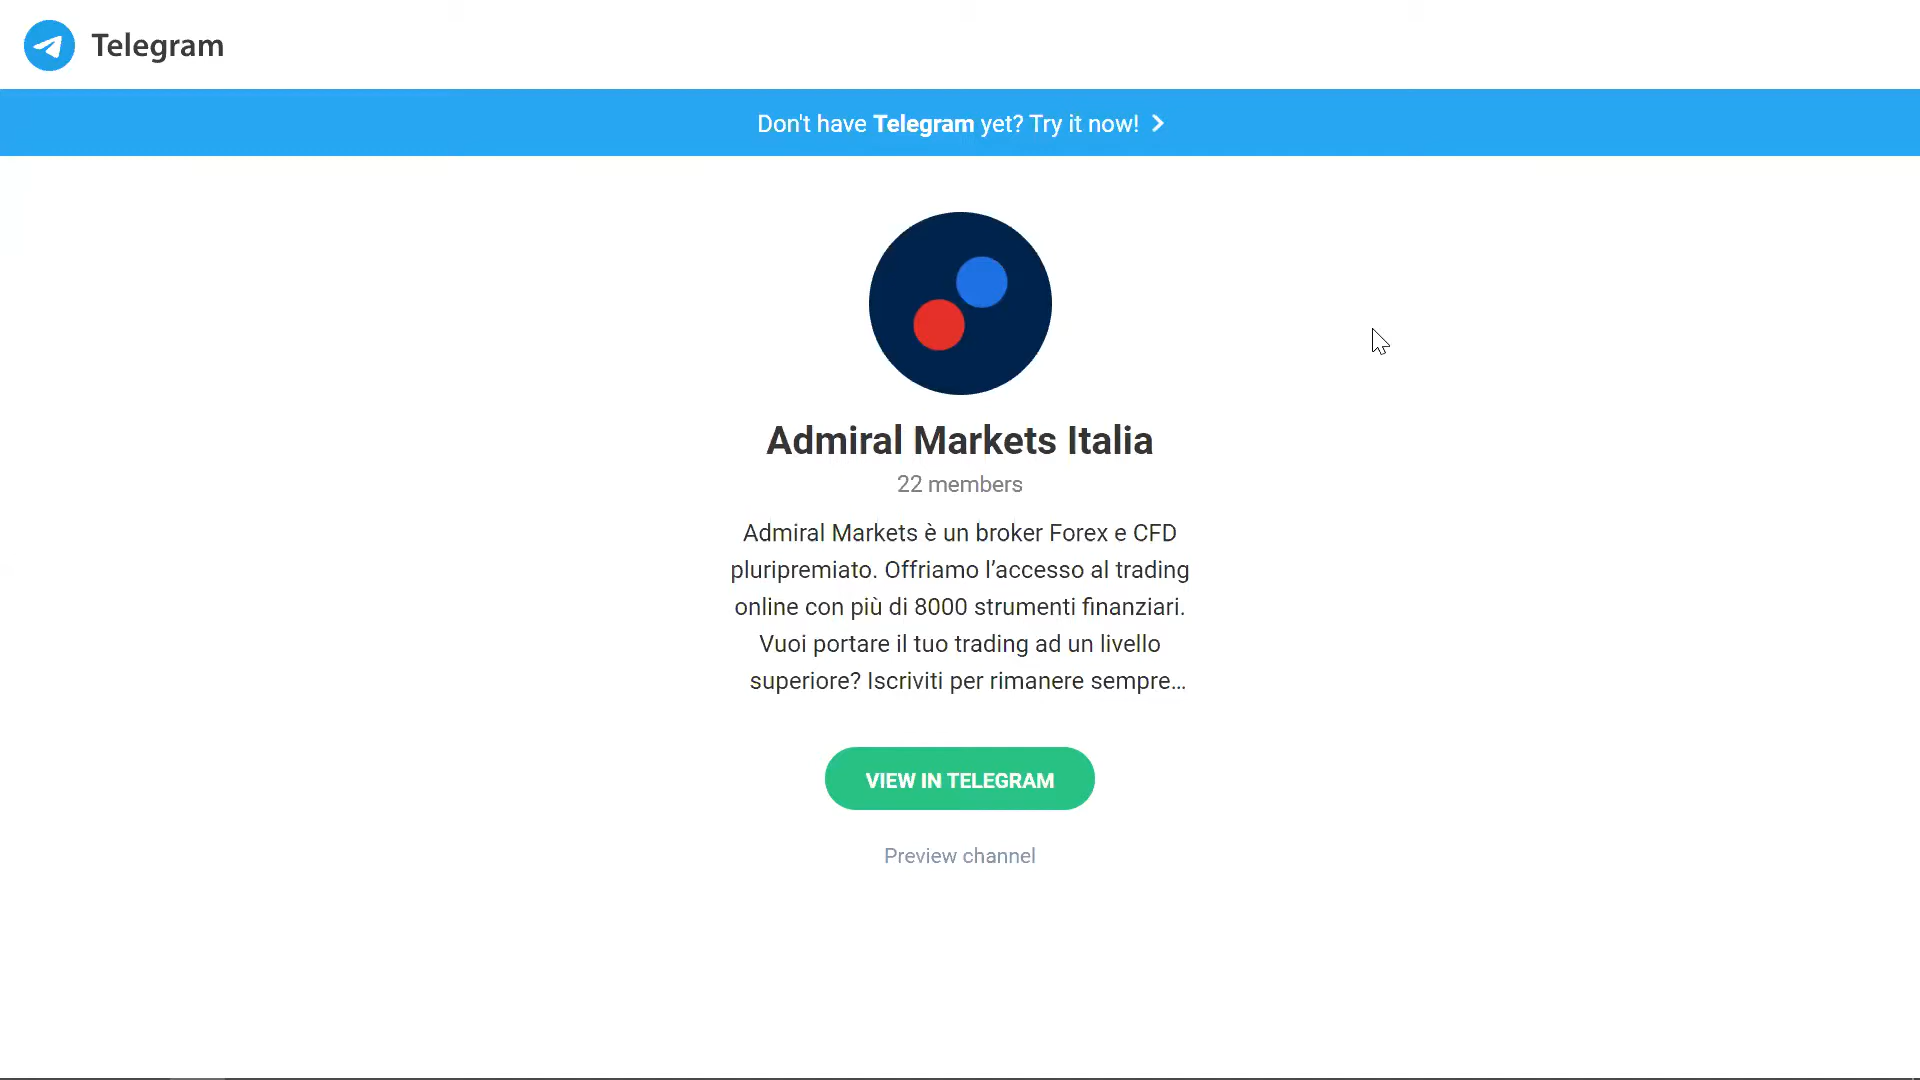 Telegram
Don't have Telegram yet? Try it now!
Admiral Markets Italia
22 members
Admiral Markets è un broker Forex e CFD
pluripremiato. Offriamo l’accesso al trading
online con più di 8000 strumenti finanziari.
Vuoi portare il tuo trading ad un livello
superiore? Iscriviti per rimanere sempre…
VIEW IN TELEGRAM
Preview channel